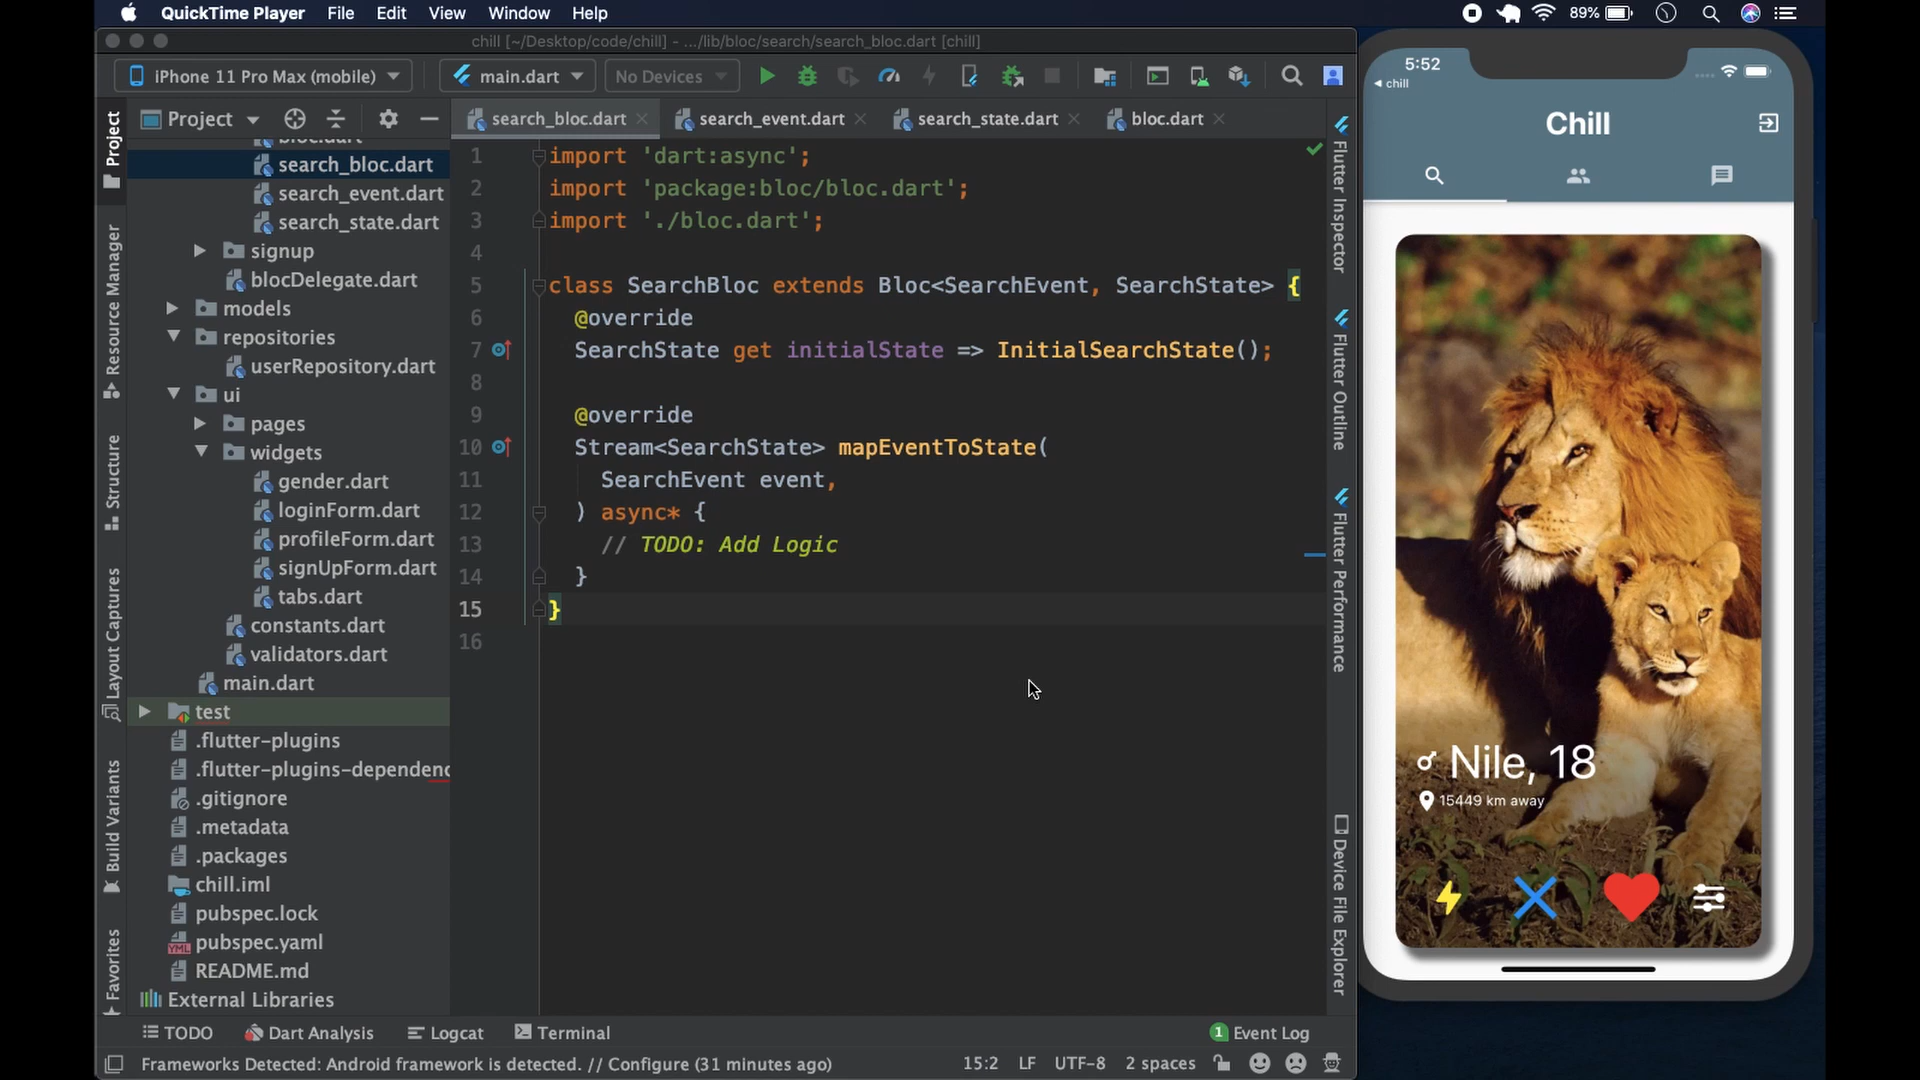 QuickTime Player File Edit View Window Help
89%
chill [~/Desktop/code/chill] - .../lib/bloc/search/search_bloc.dart [chill]
iPhone 11 Pro Max (mobile) main.dart No Devices
Project
search_bloc.dart search_event.dart search_state.dart bloc.dart
Project
Resource Manager
Structure
Layout Captures
Build Variants
Favorites
bloc.dart
search_bloc.dart
search_event.dart
search_state.dart
signup
blocDelegate.dart
models
repositories
userRepository.dart
ui
pages
widgets
gender.dart
loginForm.dart
profileForm.dart
signUpForm.dart
tabs.dart
constants.dart
validators.dart
main.dart
test
.flutter-plugins
.flutter-plugins-dependenc
.gitignore
.metadata
.packages
chill.iml
pubspec.lock
pubspec.yaml
README.md
External Libraries
1 import 'dart:async';
2 import 'package:bloc/bloc.dart';
3 import './bloc.dart';
4
5 class SearchBloc extends Bloc<SearchEvent, SearchState> {
6 @override
7 SearchState get initialState => InitialSearchState();
8
9 @override
10 Stream<SearchState> mapEventToState(
11 SearchEvent event,
12 ) async* {
13 // TODO: Add Logic
14 }
15 }
16
Flutter Inspector
Flutter Outline
Flutter Performance
Device File Explorer
TODO Dart Analysis Logcat Terminal 1 Event Log
Frameworks Detected: Android framework is detected. // Configure (31 minutes ago) 15:2 LF UTF-8 2 spaces
5:52
chill
Chill
Nile, 18
15449 km away